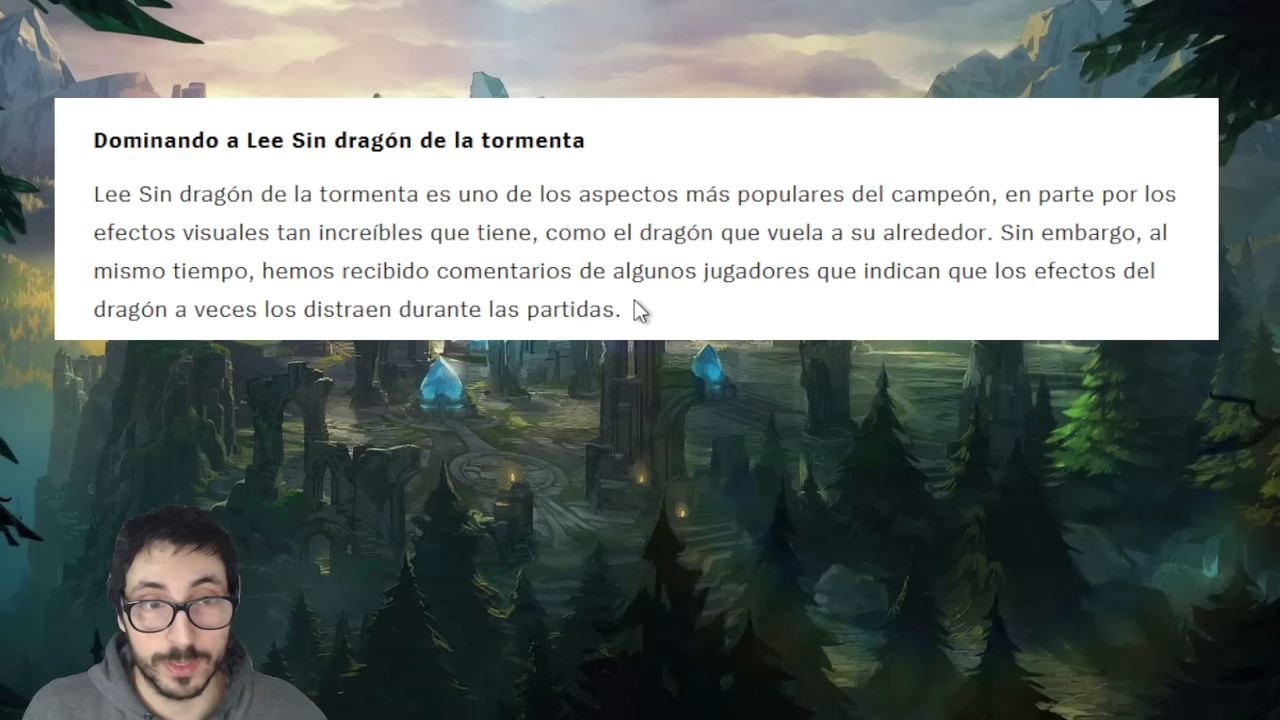 Dominando a Lee Sin dragón de la tormenta
Lee Sin dragón de la tormenta es uno de los aspectos más populares del campeón, en parte por los
efectos visuales tan increíbles que tiene, como el dragón que vuela a su alrededor. Sin embargo, al
mismo tiempo, hemos recibido comentarios de algunos jugadores que indican que los efectos del
dragón a veces los distraen durante las partidas.